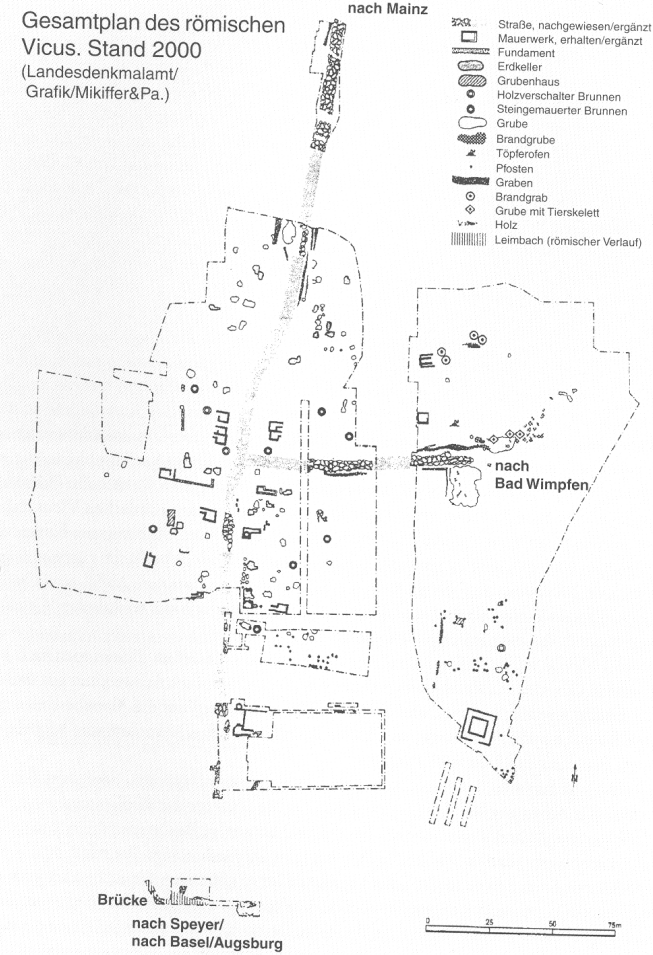 Gesamtplan des römischen
Vicus. Stand 2000
(Landesdenkmalamt/
Grafik/Mikiffer&Pa.)
nach Mainz
Straße, nachgewiesen/ergänzt
Mauerwerk, erhalten/ergänzt
Fundament
Erdkeller
Grubenhaus
Holzverschalter Brunnen
Steingemauerter Brunnen
Grube
Brandgrube
Töpferofen
Pfosten
Graben
Brandgrab
Grube mit Tierskelett
Holz
Leimbach (römischer Verlauf)
nach
Bad Wimpfen
N
Brücke
nach Speyer/
nach Basel/Augsburg
0 25 50 75m